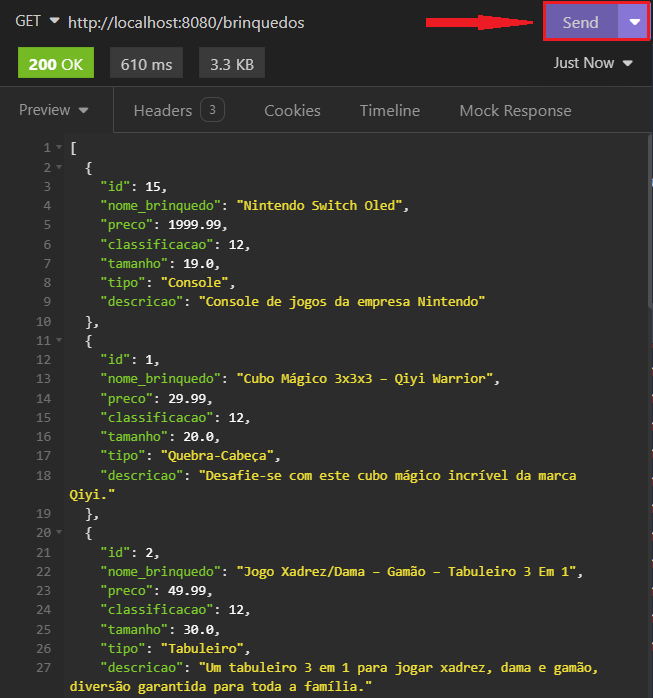 GET http://localhost:8080/brinquedos Send
200 OK 610 ms 3.3 KB Just Now
Preview Headers 3 Cookies Timeline Mock Response
1 [
2 {
3 "id": 15,
4 "nome_brinquedo": "Nintendo Switch Oled",
5 "preco": 1999.99,
6 "classificacao": 12,
7 "tamanho": 19.0,
8 "tipo": "Console",
9 "descricao": "Console de jogos da empresa Nintendo"
10 },
11 {
12 "id": 1,
13 "nome_brinquedo": "Cubo Mágico 3x3x3 – Qiyi Warrior",
14 "preco": 29.99,
15 "classificacao": 12,
16 "tamanho": 20.0,
17 "tipo": "Quebra-Cabeça",
18 "descricao": "Desafie-se com este cubo mágico incrível da marca
Qiyi."
19 },
20 {
21 "id": 2,
22 "nome_brinquedo": "Jogo Xadrez/Dama – Gamão – Tabuleiro 3 Em 1",
23 "preco": 49.99,
24 "classificacao": 12,
25 "tamanho": 30.0,
26 "tipo": "Tabuleiro",
27 "descricao": "Um tabuleiro 3 em 1 para jogar xadrez, dama e gamão,
diversão garantida para toda a família."